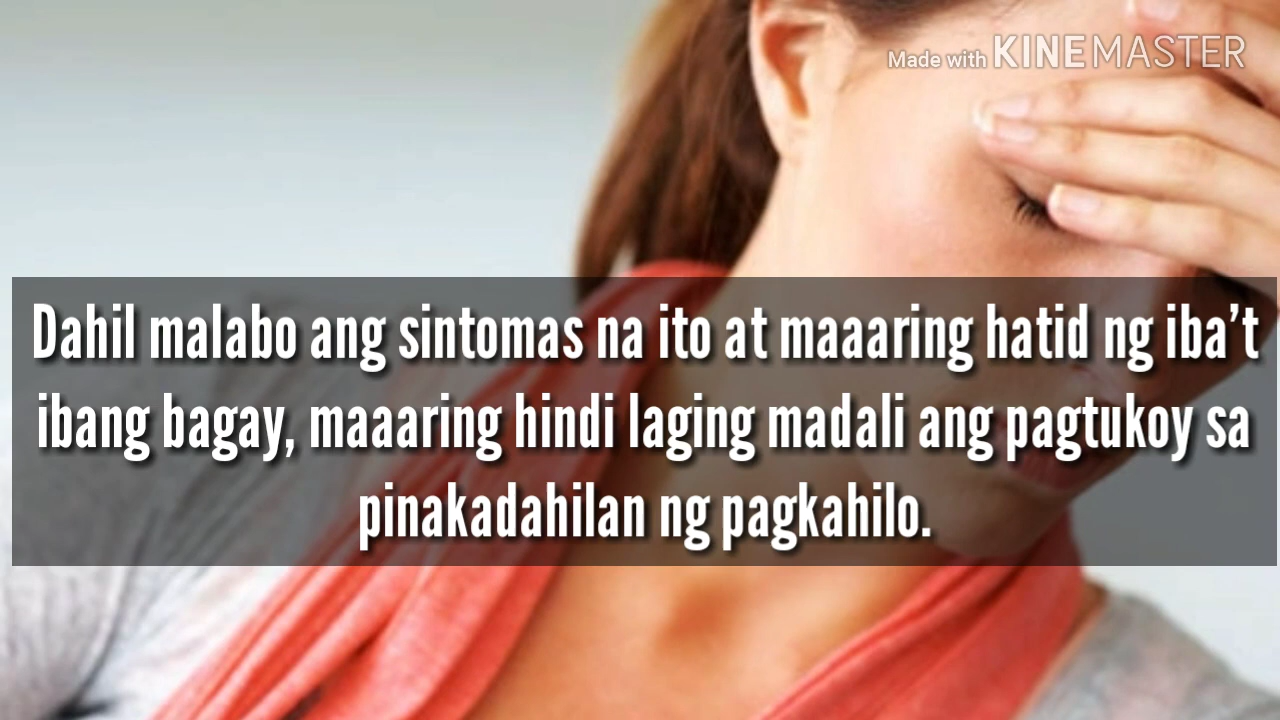 Made with KINEMASTER
Dahil malabo ang sintomas na ito at maaaring hatid ng iba’t
ibang bagay, maaaring hindi laging madali ang pagtukoy sa
pinakadahilan ng pagkahilo.